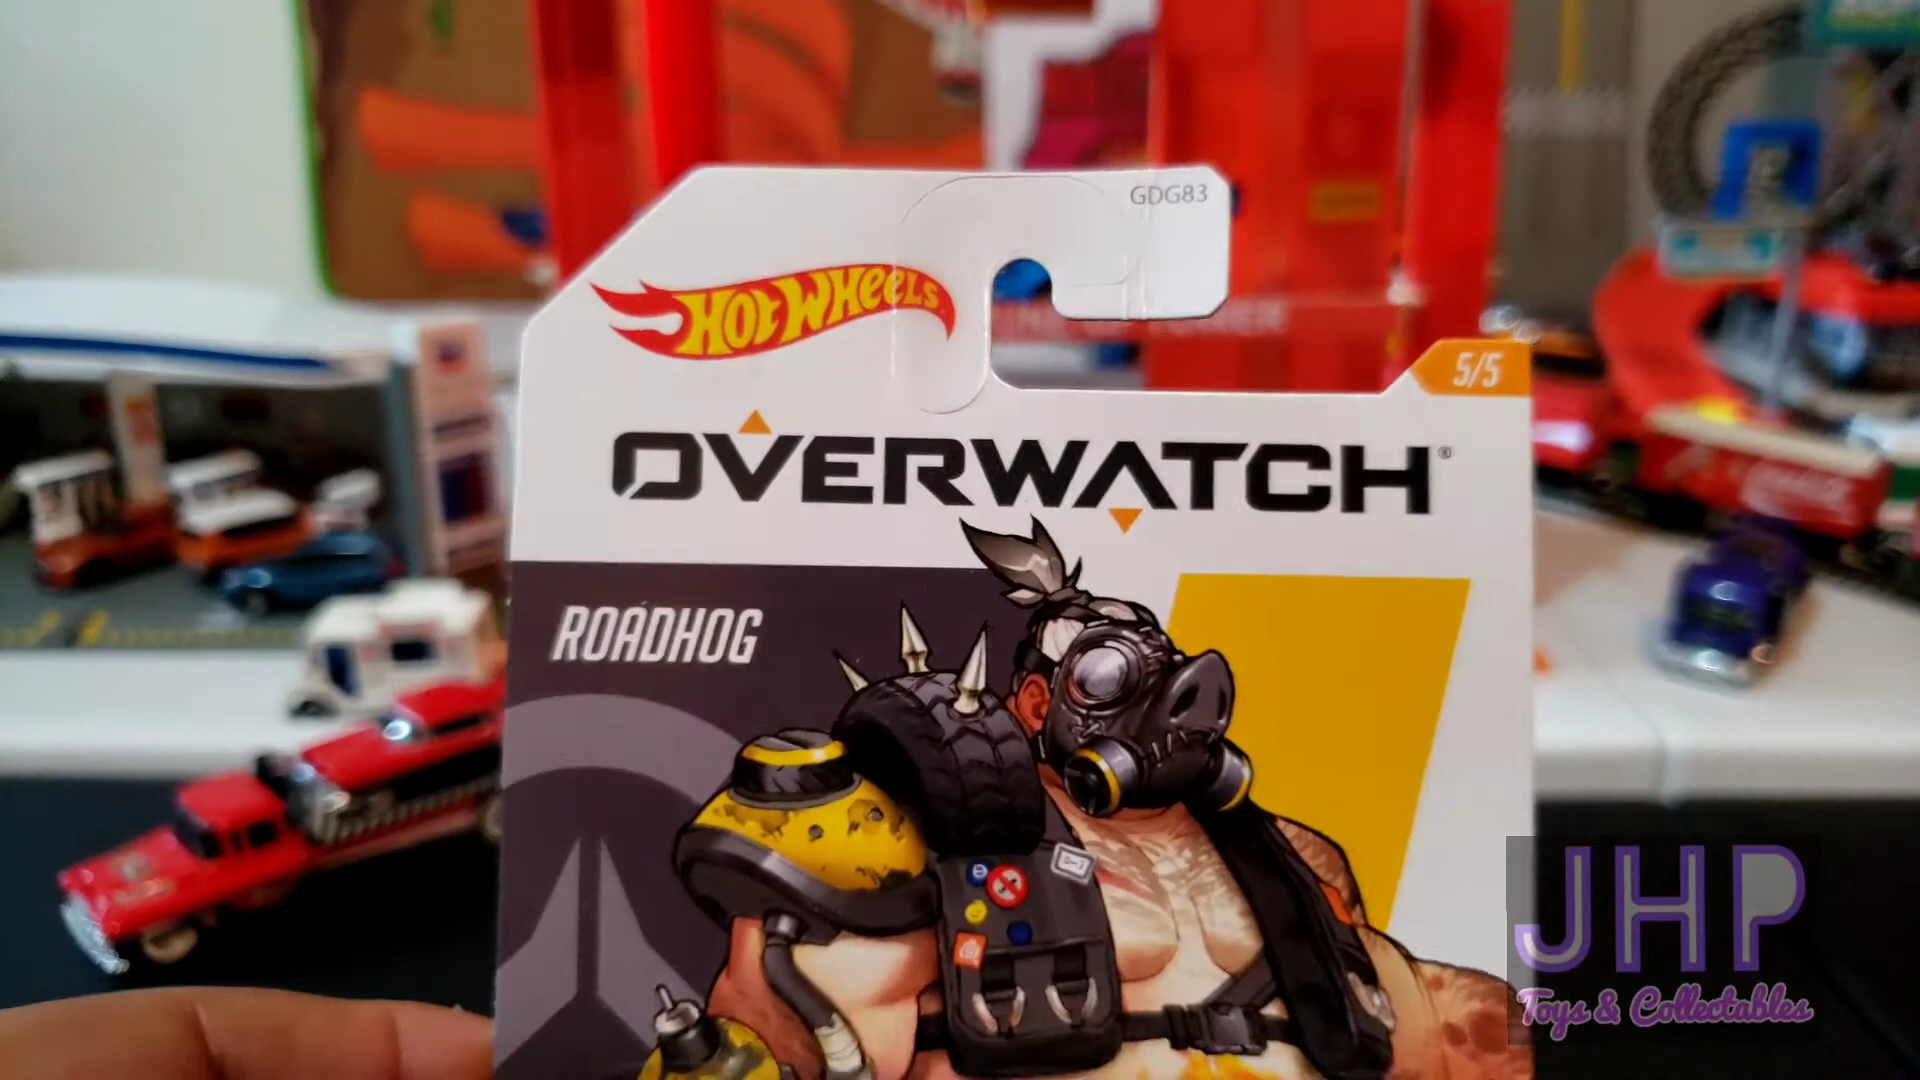 GDG83
HOT WHEELS
5/5
OVERWATCH®
ROADHOG
JHP
Toys & Collectables